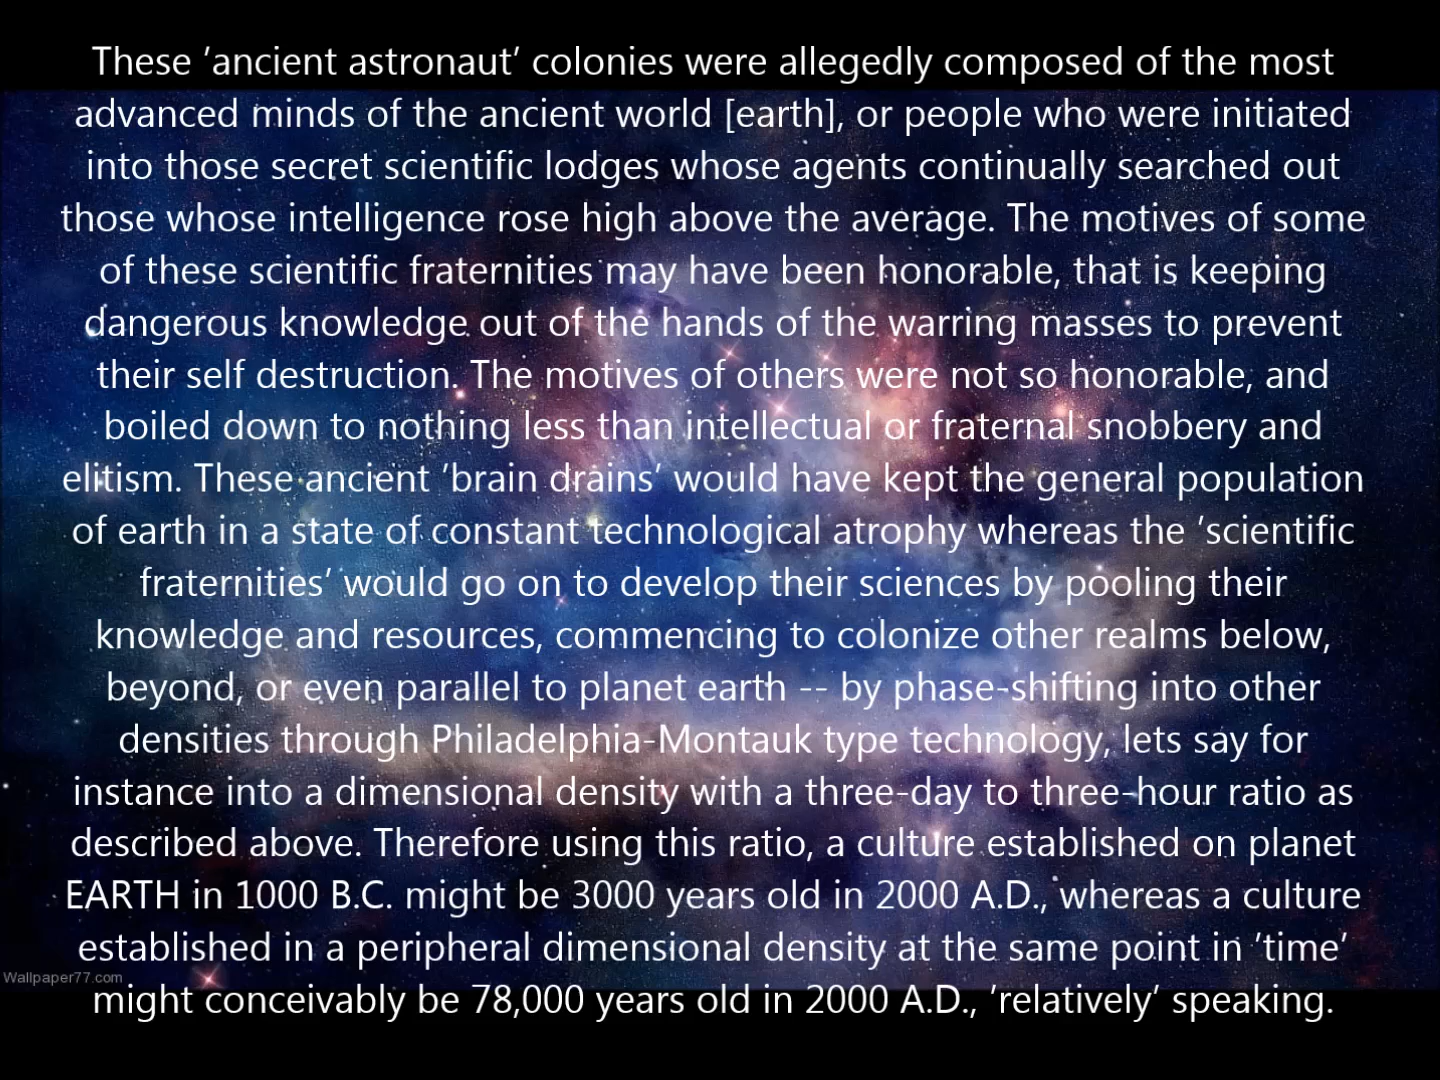 These ‘ancient astronaut’ colonies were allegedly composed of the most
advanced minds of the ancient world [earth], or people who were initiated
into those secret scientific lodges whose agents continually searched out
those whose intelligence rose high above the average. The motives of some
of these scientific fraternities may have been honorable, that is keeping
dangerous knowledge out of the hands of the warring masses to prevent
their self destruction. The motives of others were not so honorable, and
boiled down to nothing less than intellectual or fraternal snobbery and
elitism. These ancient ‘brain drains’ would have kept the general population
of earth in a state of constant technological atrophy whereas the ‘scientific
fraternities’ would go on to develop their sciences by pooling their
knowledge and resources, commencing to colonize other realms below,
beyond, or even parallel to planet earth -- by phase-shifting into other
densities through Philadelphia-Montauk type technology, lets say for
instance into a dimensional density with a three-day to three-hour ratio as
described above. Therefore using this ratio, a culture established on planet
EARTH in 1000 B.C. might be 3000 years old in 2000 A.D., whereas a culture
established in a peripheral dimensional density at the same point in ‘time’
Wallpaper77.com
might conceivably be 78,000 years old in 2000 A.D., ‘relatively’ speaking.